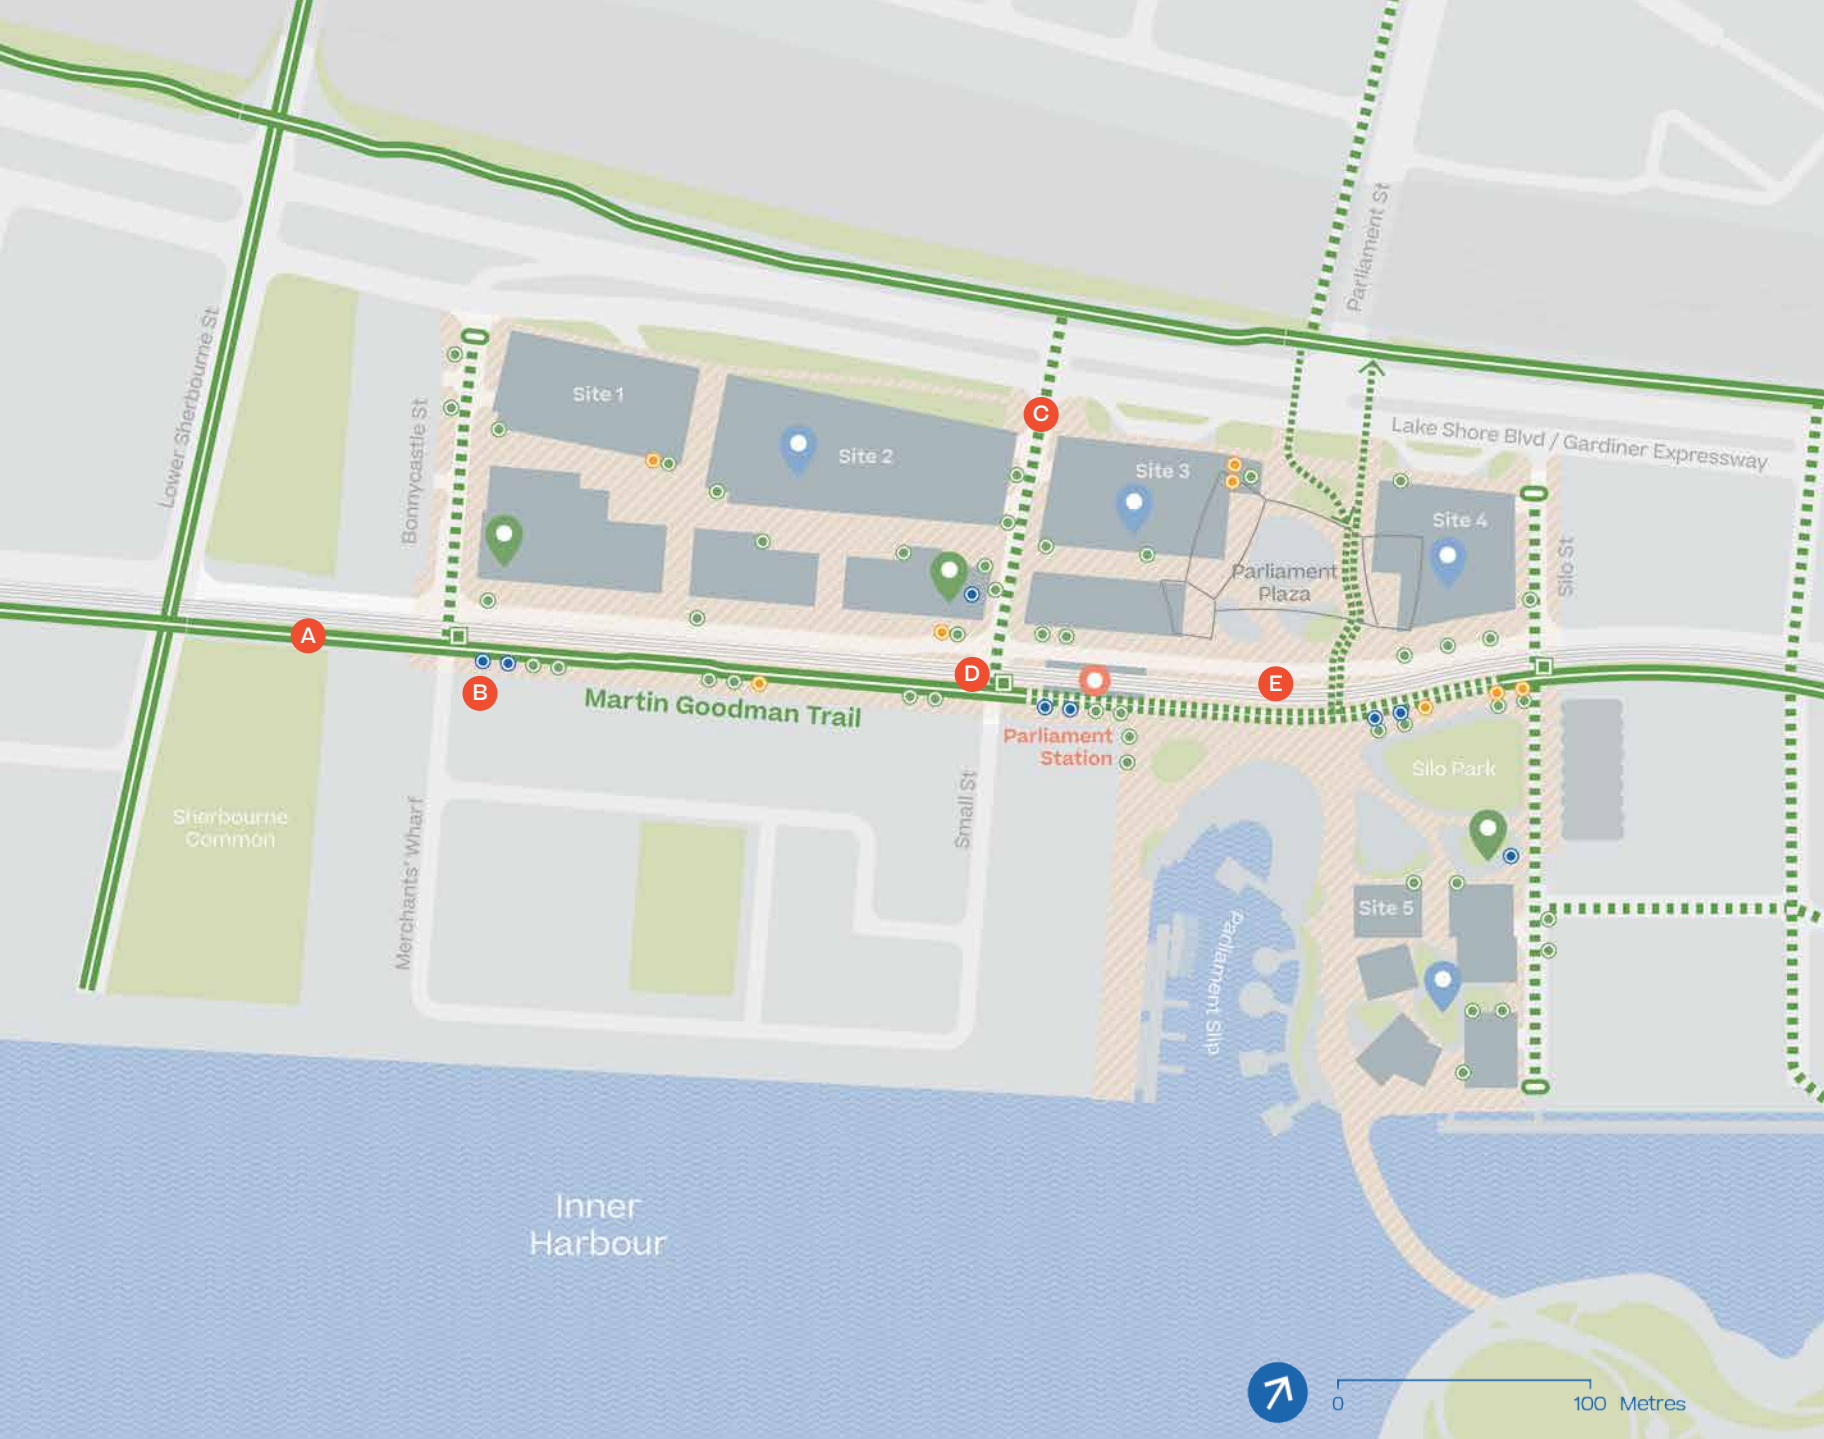 Parliament St
Lower Sherbourne St
Bonnycastle St
Site 1
Site 2
C
Site 3
Lake Shore Blvd / Gardiner Expressway
Site 4
Silo St
Parliament
Plaza
A
B
D
E
Martin Goodman Trail
Parliament
Station
Silo Park
Sherbourne
Common
Merchants' Wharf
Small St
Parliament Slip
Site 5
Inner
Harbour
0
100 Metres